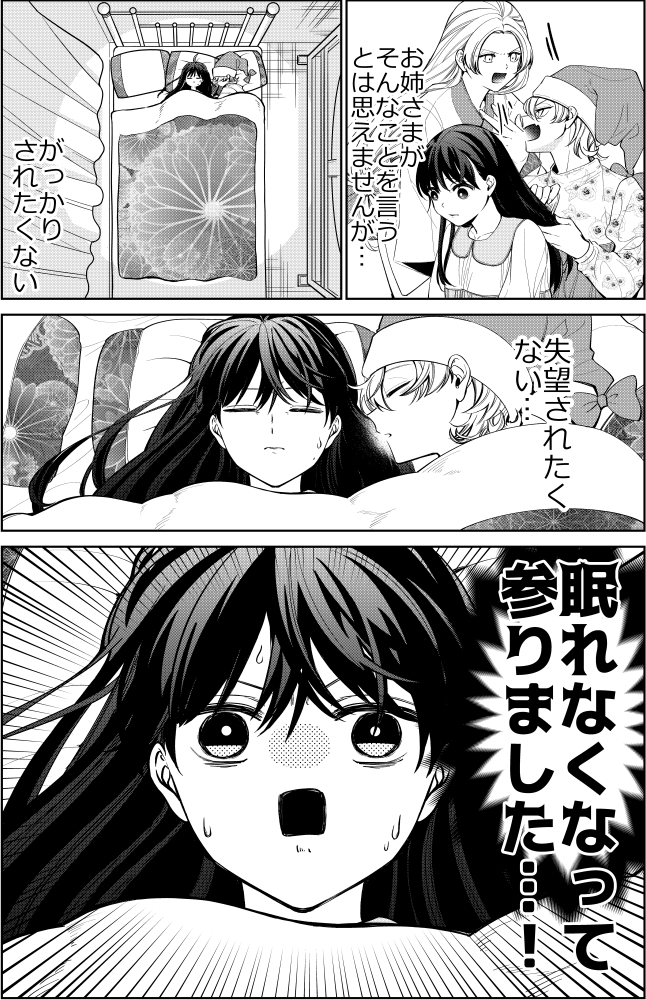 お姉さまが
そんなことを言う
とは思えませんが…
がっかり
されたくない
失望されたく
ない…
眠れなくなって
参りました…！